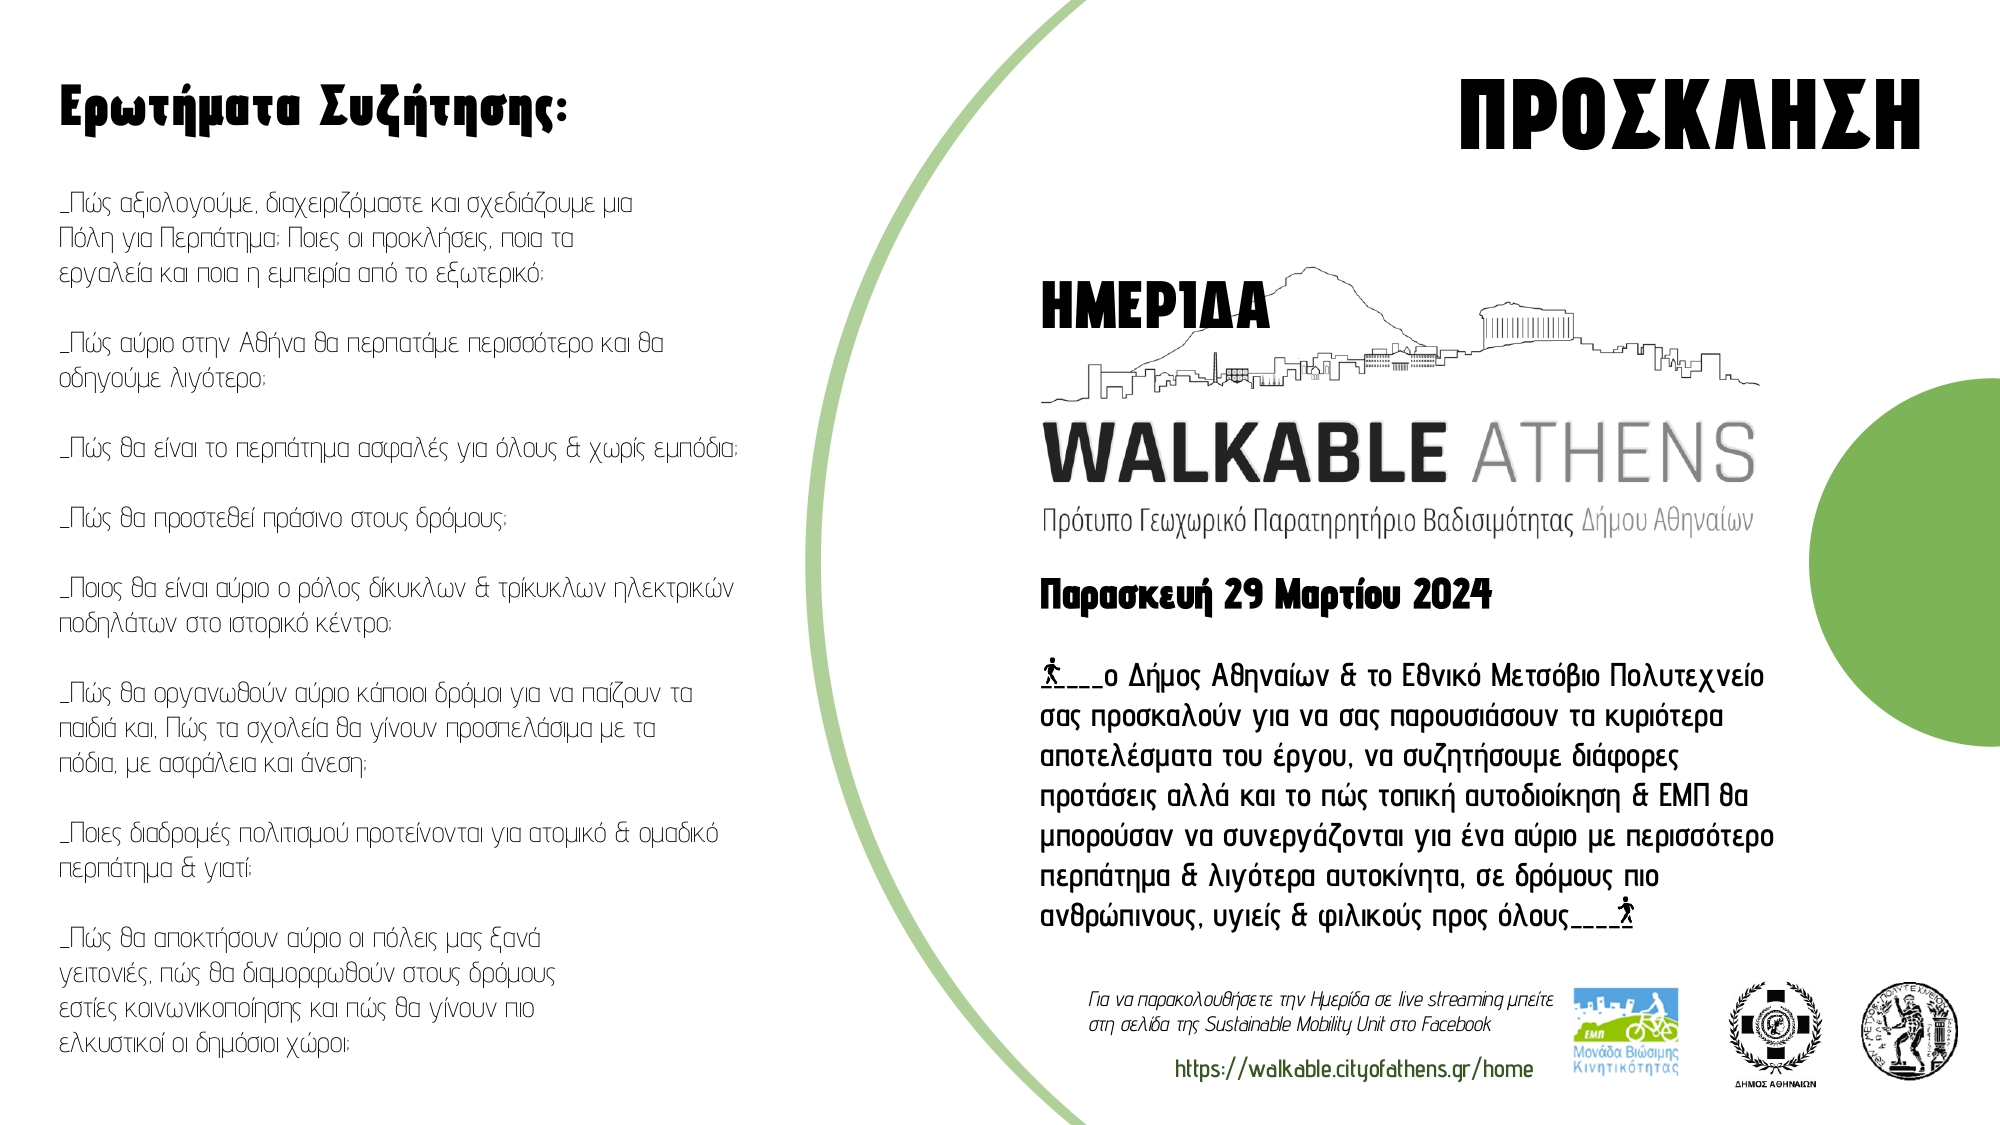 Ερωτήματα Συζήτησης:
_Πώς αξιολογούμε, διαχειριζόμαστε και σχεδιάζουμε μια
Πόλη για Περπάτημα; Ποιες οι προκλήσεις, ποια τα
εργαλεία και ποια η εμπειρία από το εξωτερικό;
_Πώς αύριο στην Αθήνα θα περπατάμε περισσότερο και θα
οδηγούμε λιγότερο;
_Πώς θα είναι το περπάτημα ασφαλές για όλους & χωρίς εμπόδια;
_Πώς θα προστεθεί πράσινο στους δρόμους;
_Ποιος θα είναι αύριο ο ρόλος δίκυκλων & τρίκυκλων ηλεκτρικών
ποδηλάτων στο ιστορικό κέντρο;
_Πώς θα οργανωθούν αύριο κάποιοι δρόμοι για να παίζουν τα
παιδιά και, Πώς τα σχολεία θα γίνουν προσπελάσιμα με τα
πόδια, με ασφάλεια και άνεση;
_Ποιες διαδρομές πολιτισμού προτείνονται για ατομικό & ομαδικό
περπάτημα & γιατί;
_Πώς θα αποκτήσουν αύριο οι πόλεις μας ξανά
γειτονιές, πώς θα διαμορφωθούν στους δρόμους
εστίες κοινωνικοποίησης και πώς θα γίνουν πιο
ελκυστικοί οι δημόσιοι χώροι;
ΠΡΟΣΚΛΗΣΗ
ΗΜΕΡΊΔΑ
WALKABLE ATHENS
Πρότυπο Γεωχωρικό Παρατηρητήριο Βαδισιμότητας Δήμου Αθηναίων
Παρασκευή 29 Μαρτίου 2024
____ο Δήμος Αθηναίων & το Εθνικό Μετσόβιο Πολυτεχνείο
σας προσκαλούν για να σας παρουσιάσουν τα κυριότερα
αποτελέσματα του έργου, να συζητήσουμε διάφορες
προτάσεις αλλά και το πώς τοπική αυτοδιοίκηση & ΕΜΠ θα
μπορούσαν να συνεργάζονται για ένα αύριο με περισσότερο
περπάτημα & λιγότερα αυτοκίνητα, σε δρόμους πιο
ανθρώπινους, υγιείς & φιλικούς προς όλους____
Για να παρακολουθήσετε την Ημερίδα σε live streaming μπείτε
στη σελίδα της Sustainable Mobility Unit στο Facebook
https://walkable.cityofathens.gr/home
ΕΜΠ
Μονάδα Βιώσιμης
Κινητικότητας
ΔΗΜΟΣ ΑΘΗΝΑΙΩΝ